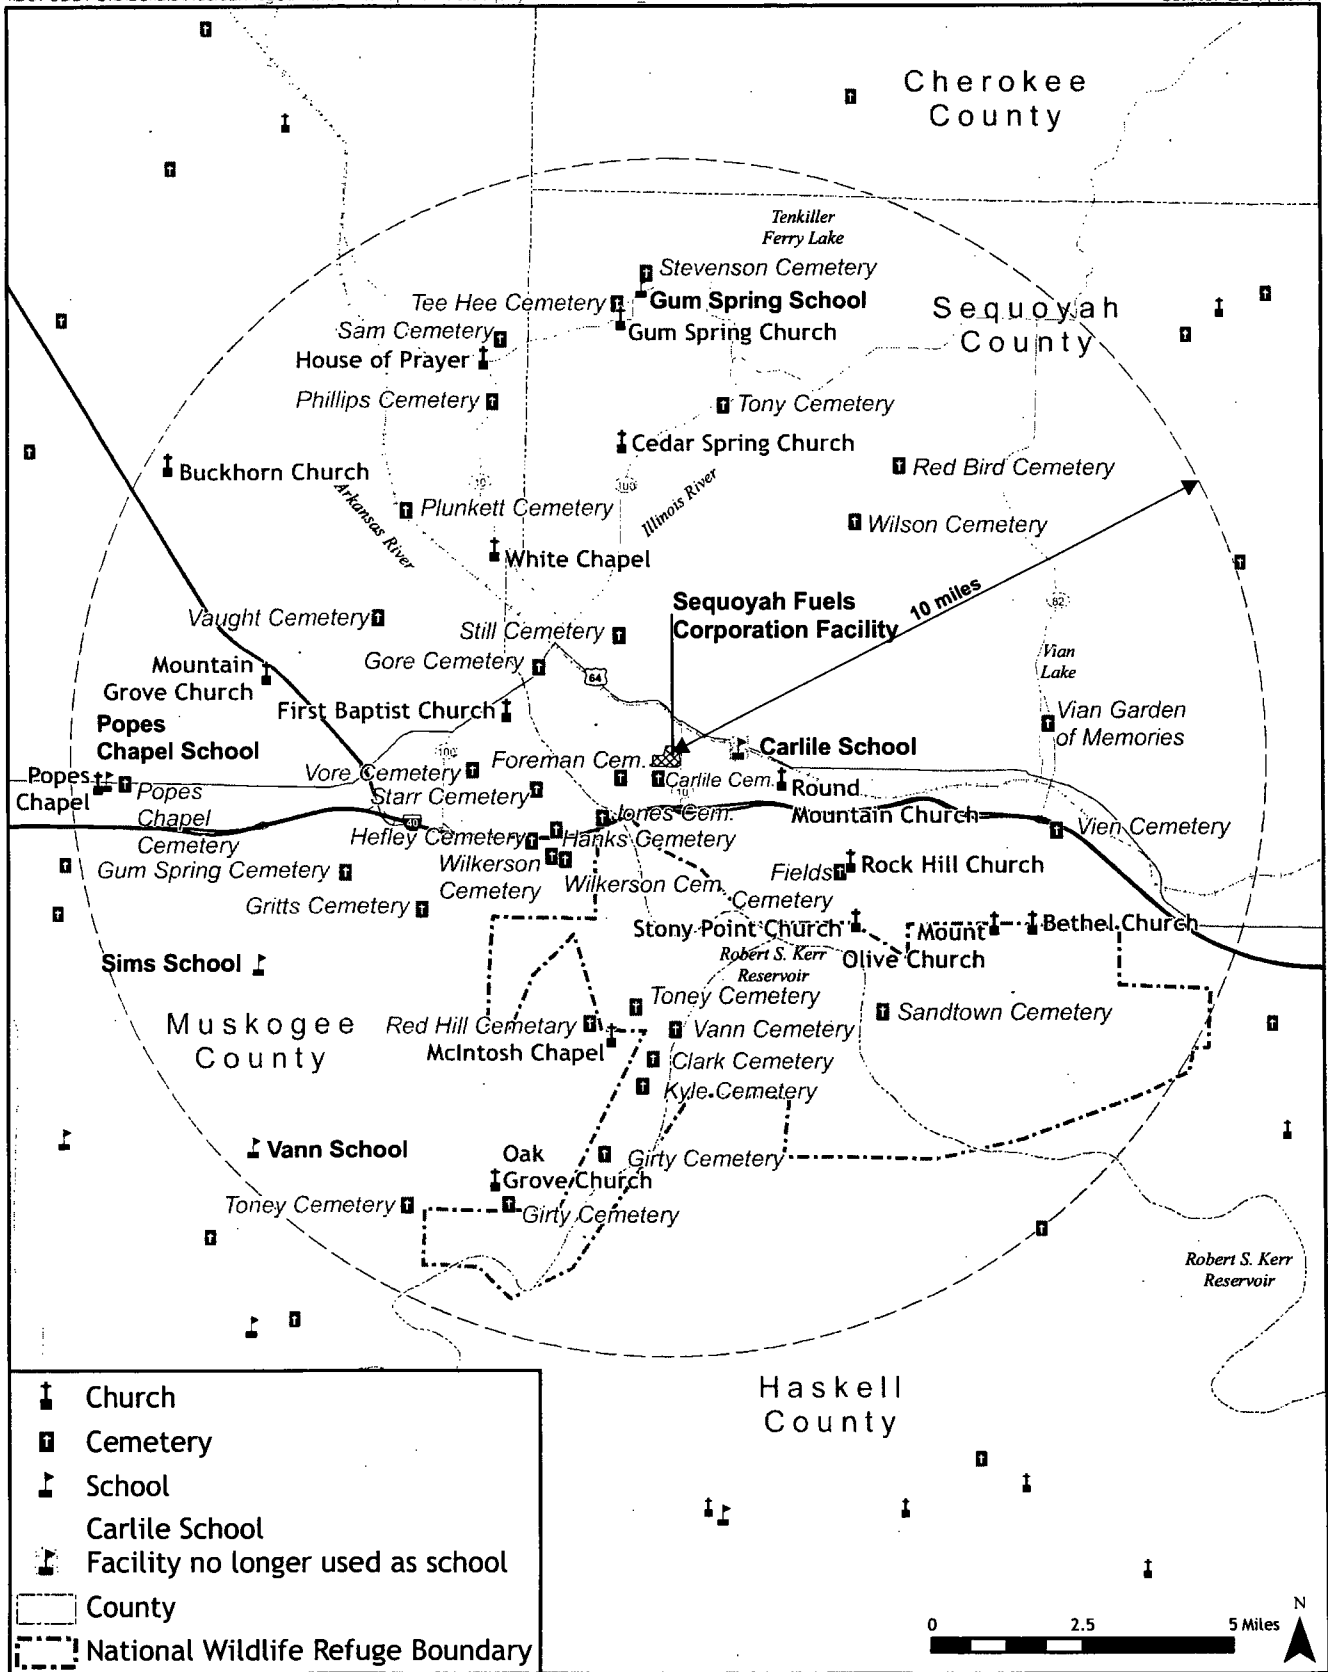 Cherokee
County
Tenkiller
Ferry Lake
Stevenson Cemetery
Tee Hee Cemetery
Gum Spring School
Sequoyah
County
Sam Cemetery
Gum Spring Church
House of Prayer
Phillips Cemetery
Tony Cemetery
Cedar Spring Church
Buckhorn Church
Red Bird Cemetery
10
100
Arkansas River
Illinois River
Plunkett Cemetery
Wilson Cemetery
White Chapel
10 miles
82
Sequoyah Fuels
Corporation Facility
Vaught Cemetery
Still Cemetery
Gore Cemetery
Vian
Lake
Mountain
Grove Church
64
First Baptist Church
Vian Garden
of Memories
Popes
Chapel School
100
Foreman Cem.
Carlile School
Vore Cemetery
Carlile Cem.
Popes
Chapel
Popes
Chapel
Cemetery
Starr Cemetery
10
Round
Mountain Church
Jones Cem.
40
Hefley Cemetery
Hanks Cemetery
Vien Cemetery
Gum Spring Cemetery
Wilkerson
Cemetery
Wilkerson Cem.
Fields
Cemetery
Rock Hill Church
Gritts Cemetery
Stony Point Church
Mount
Olive Church
Bethel Church
Robert S. Kerr
Reservoir
Sims School
Toney Cemetery
Sandtown Cemetery
Muskogee
County
Red Hill Cemetary
Vann Cemetery
McIntosh Chapel
Clark Cemetery
Kyle Cemetery
Vann School
Oak
Grove Church
Girty Cemetery
Toney Cemetery
Girty Cemetery
Robert S. Kerr
Reservoir
Haskell
County
Church
Cemetery
School
Carlile School
Facility no longer used as school
County
National Wildlife Refuge Boundary
0 2.5 5 Miles
N